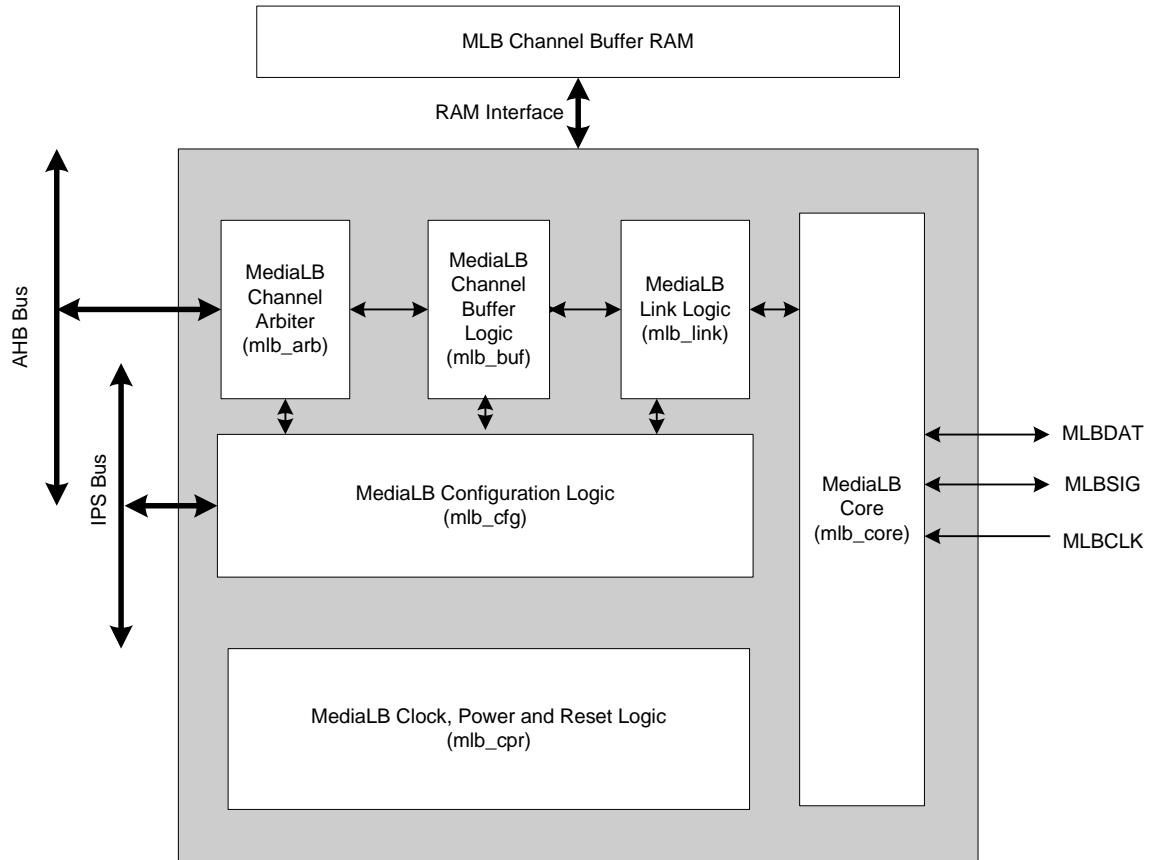 MLB Channel Buffer RAM
RAM Interface
AHB Bus
IPS Bus
MediaLB
Channel
Arbiter
(mlb_arb)
MediaLB
Channel
Buffer
Logic
(mlb_buf)
MediaLB
Link Logic
(mlb_link)
MediaLB Configuration Logic
(mlb_cfg)
MediaLB
Core
(mlb_core)
MLBDAT
MLBSIG
MLBCLK
MediaLB Clock, Power and Reset Logic
(mlb_cpr)